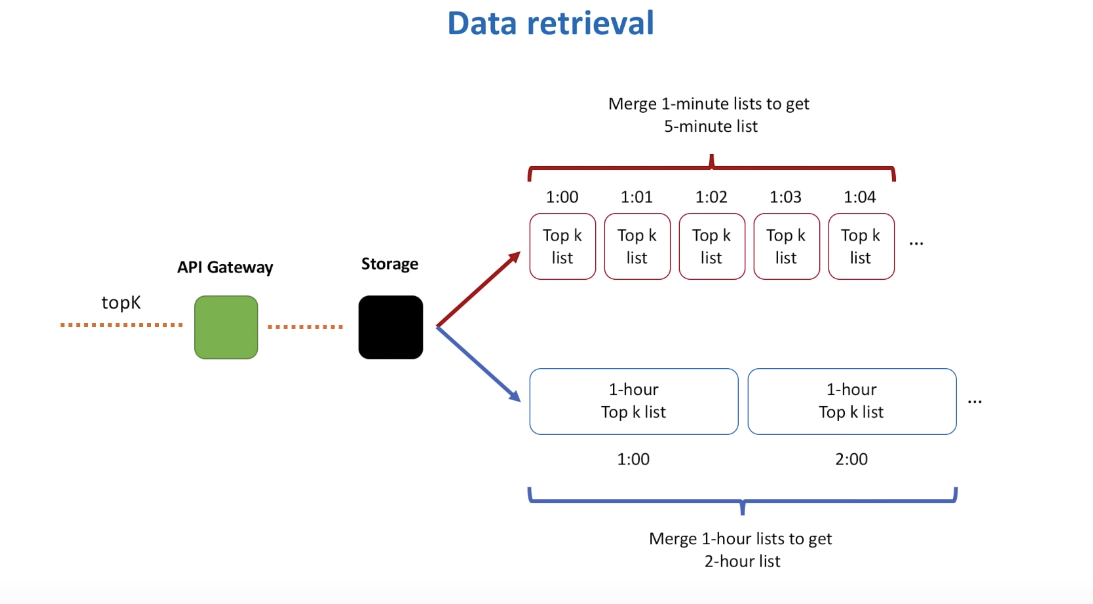 Data retrieval
Merge 1-minute lists to get
5-minute list
1:00
1:01
1:02
1:03
1:04
Top k
list
Top k
list
Top k
list
Top k
list
Top k
list
...
API Gateway
Storage
topK
1-hour
Top k list
1-hour
Top k list
...
1:00
2:00
Merge 1-hour lists to get
2-hour list